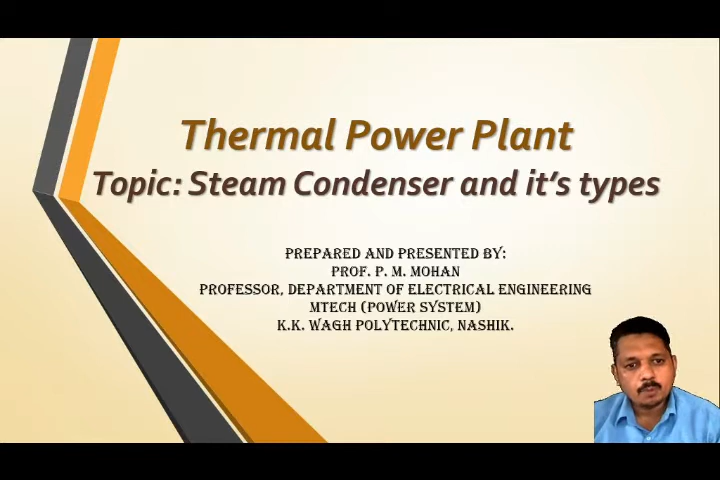 Thermal Power Plant
Topic: Steam Condenser and it's types
PREPARED AND PRESENTED BY:
PROF. P. M. MOHAN
PROFESSOR, DEPARTMENT OF ELECTRICAL ENGINEERING
MTECH (POWER SYSTEM)
K.K. WAGH POLYTECHNIC, NASHIK.